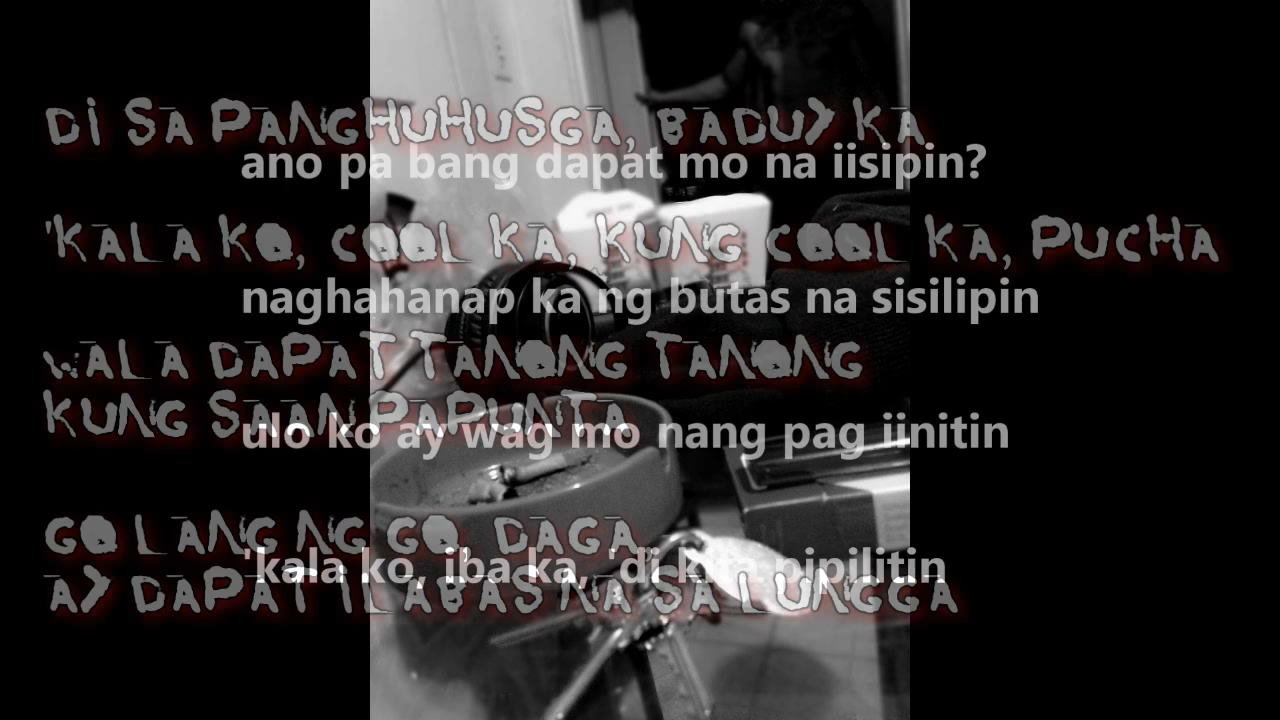 DI SA PANGHUHUSGA, BADUY KA
ano pa bang dapat mo na iisipin?
'KALA KO, COOL KA, KUNG COOL KA, PUCHA
naghahanap ka ng butas na sisilipin
WALA DAPAT TANONG TANONG
KUNG SAAN PAPUNTA
ulo ko ay wag mo nang pag iinitin
GO LANG NG GO, DAGA
'kala ko, iba ka, 'di kita pipilitin
AY DAPAT ILABAS NA SA LUNGGA